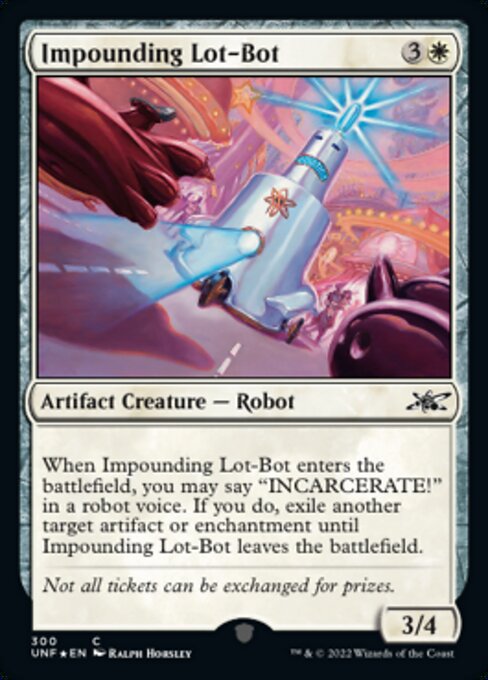 Impounding Lot-Bot 3
Artifact Creature — Robot
When Impounding Lot-Bot enters the
battlefield, you may say “INCARCERATE!”
in a robot voice. If you do, exile another
target artifact or enchantment until
Impounding Lot-Bot leaves the battlefield.
Not all tickets can be exchanged for prizes.
3/4
300 C
UNF★EN Ralph Horsley
™ & © 2022 Wizards of the Coast